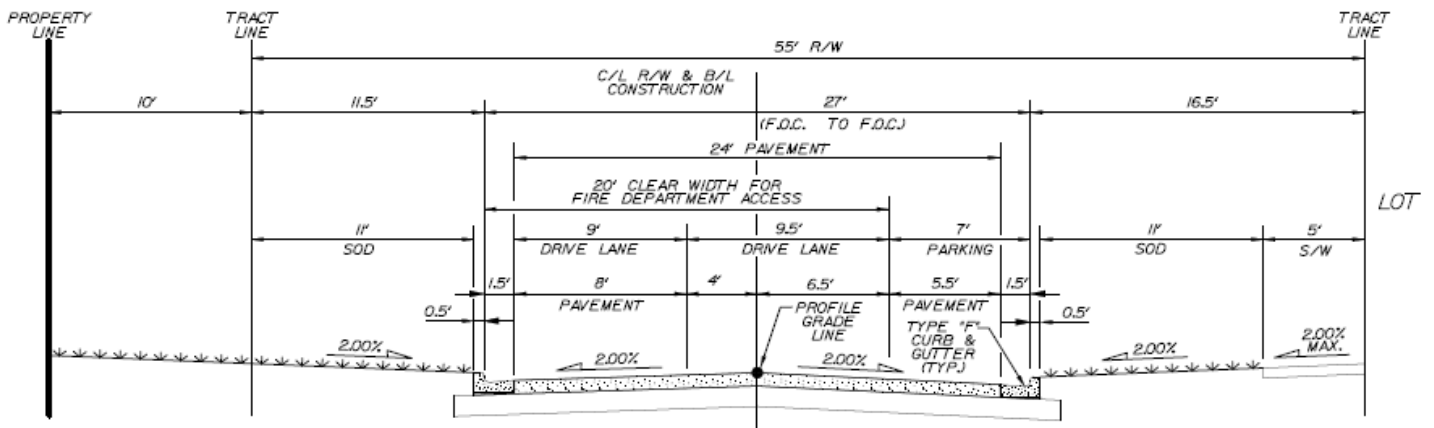 PROPERTY
LINE
TRACT
LINE
TRACT
LINE
55' R/W
C/L R/W & B/L
CONSTRUCTION
10'
11.5'
27'
16.5'
(F.O.C. TO F.O.C.)
24' PAVEMENT
20' CLEAR WIDTH FOR
FIRE DEPARTMENT ACCESS
LOT
11'
SOD
9'
DRIVE LANE
9.5'
DRIVE LANE
7'
PARKING
11'
SOD
5'
S/W
1.5'
8'
4'
6.5'
5.5'
1.5'
PAVEMENT
PAVEMENT
0.5'
0.5'
PROFILE
GRADE
LINE
TYPE "F"
CURB &
GUTTER
(TYP.)
2.00%
2.00%
2.00%
2.00%
2.00%
MAX.